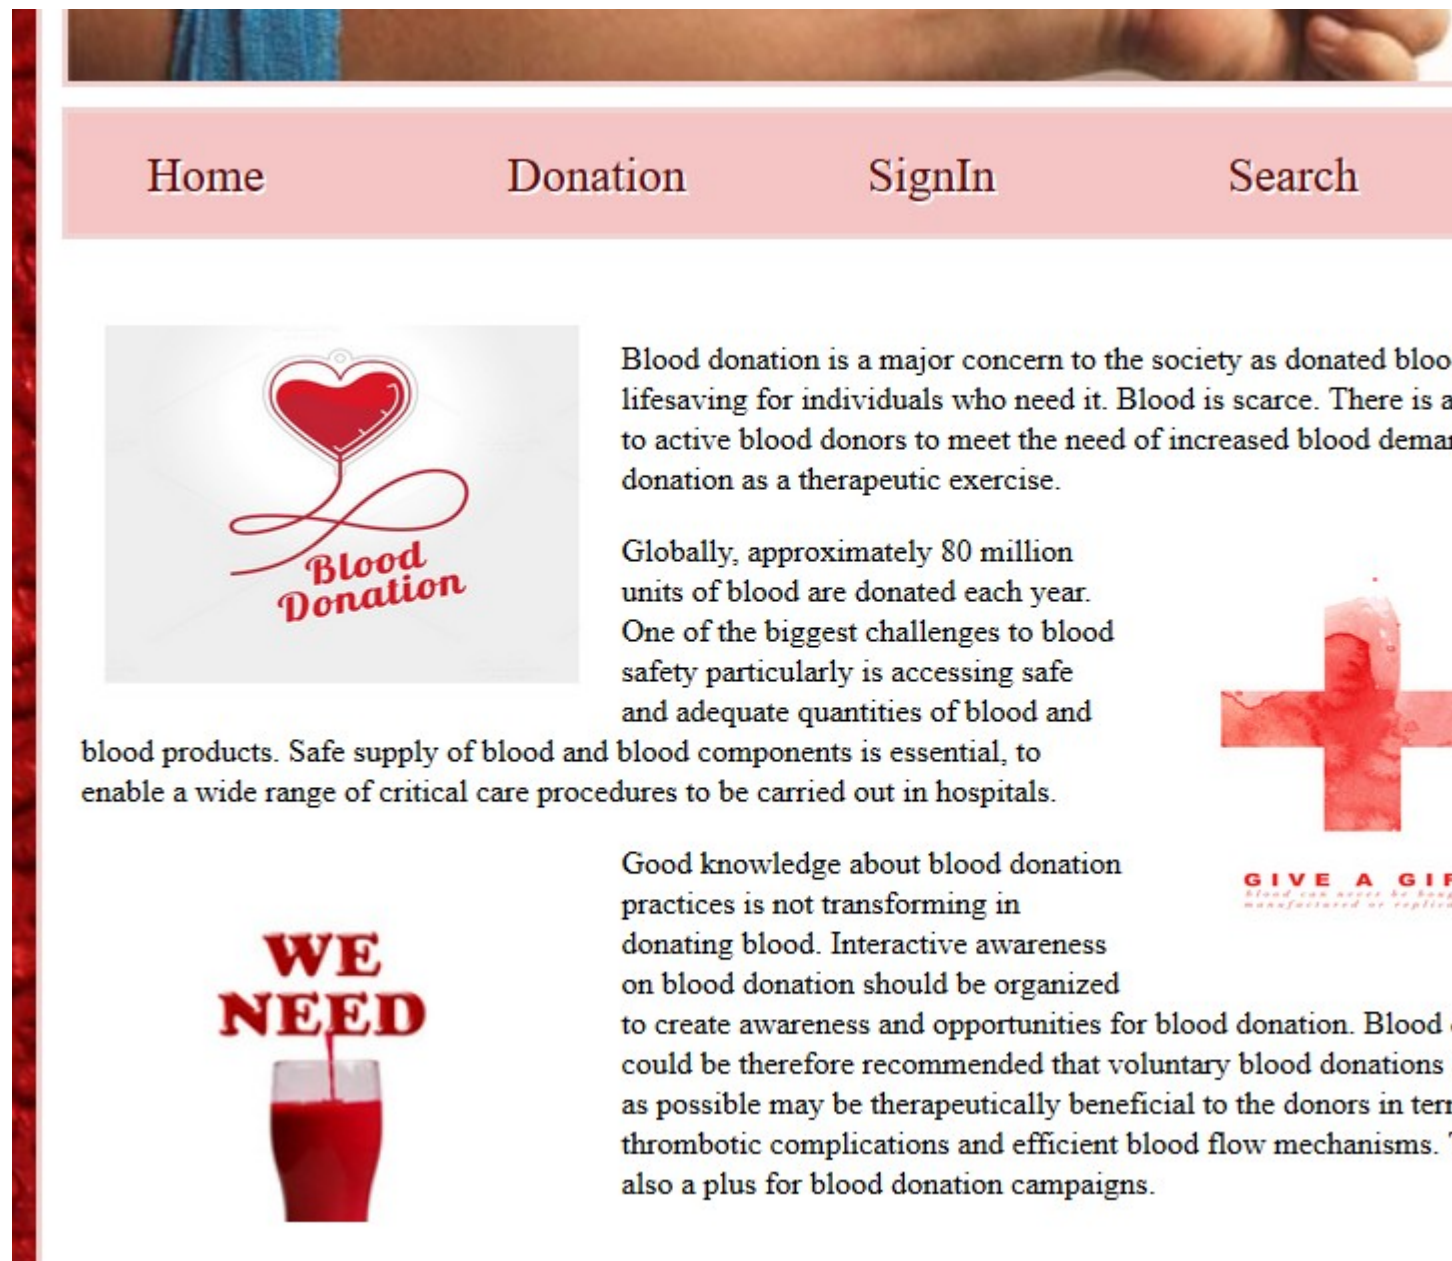 Home Donation SignIn Search
Blood
Donation
Blood donation is a major concern to the society as donated
lifesaving for individuals who need it. Blood is scarce. There is a
to active blood donors to meet the need of increased blood
donation as a therapeutic exercise.
Globally, approximately 80 million
units of blood are donated each year.
One of the biggest challenges to blood
safety particularly is accessing safe
and adequate quantities of blood and
blood products. Safe supply of blood and blood components is essential, to
enable a wide range of critical care procedures to be carried out in hospitals.
GIVE A
blood can never be
manufactured or
WE
NEED
Good knowledge about blood donation
practices is not transforming in
donating blood. Interactive awareness
on blood donation should be organized
to create awareness and opportunities for blood donation. Blood
could be therefore recommended that voluntary blood donations
as possible may be therapeutically beneficial to the donors in
thrombotic complications and efficient blood flow mechanisms.
also a plus for blood donation campaigns.